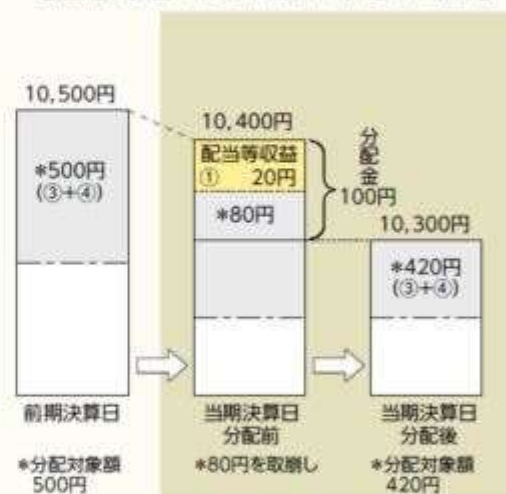 10,500円
*500円
(③+④)
前期決算日
*分配対象額
500円
10,400円
配当等収益
① 20円
*80円
分配金
100円
当期決算日
分配前
*80円を取崩し
10,300円
*420円
(③+④)
当期決算日
分配後
*分配対象額
420円